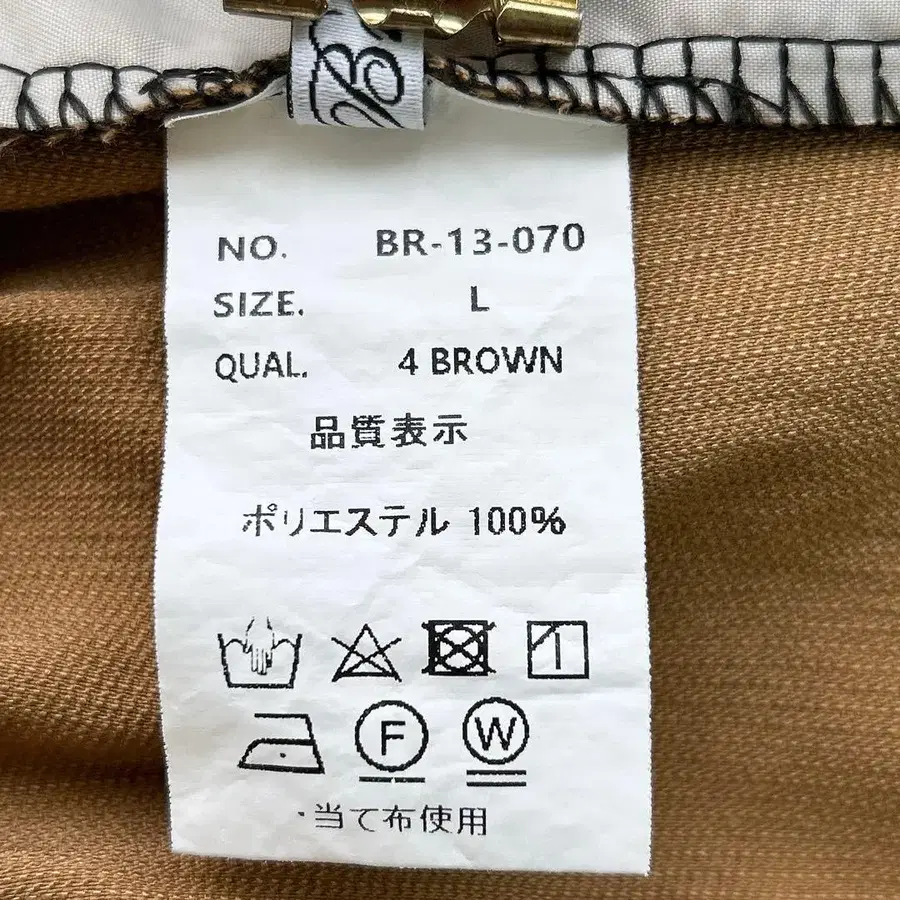 NO. BR-13-070
SIZE. L
QUAL. 4 BROWN
品質表示
ポリエステル 100%
F W
・当て布使用